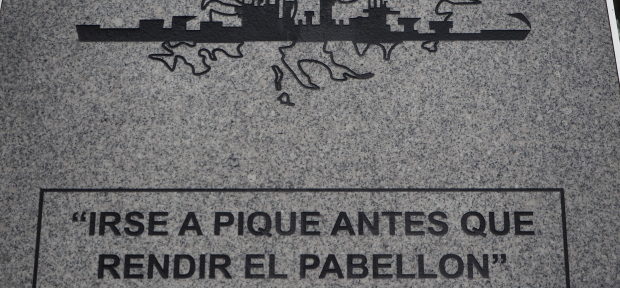 “IRSE A PIQUE ANTES QUE
RENDIR EL PABELLON”